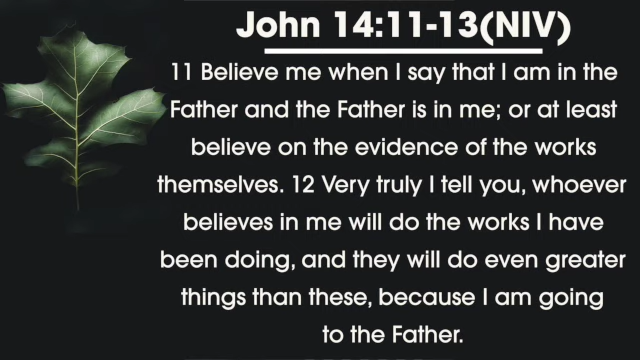 John 14:11-13(NIV)
11 Believe me when I say that I am in the
Father and the Father is in me; or at least
believe on the evidence of the works
themselves. 12 Very truly I tell you, whoever
believes in me will do the works I have
been doing, and they will do even greater
things than these, because I am going
to the Father.